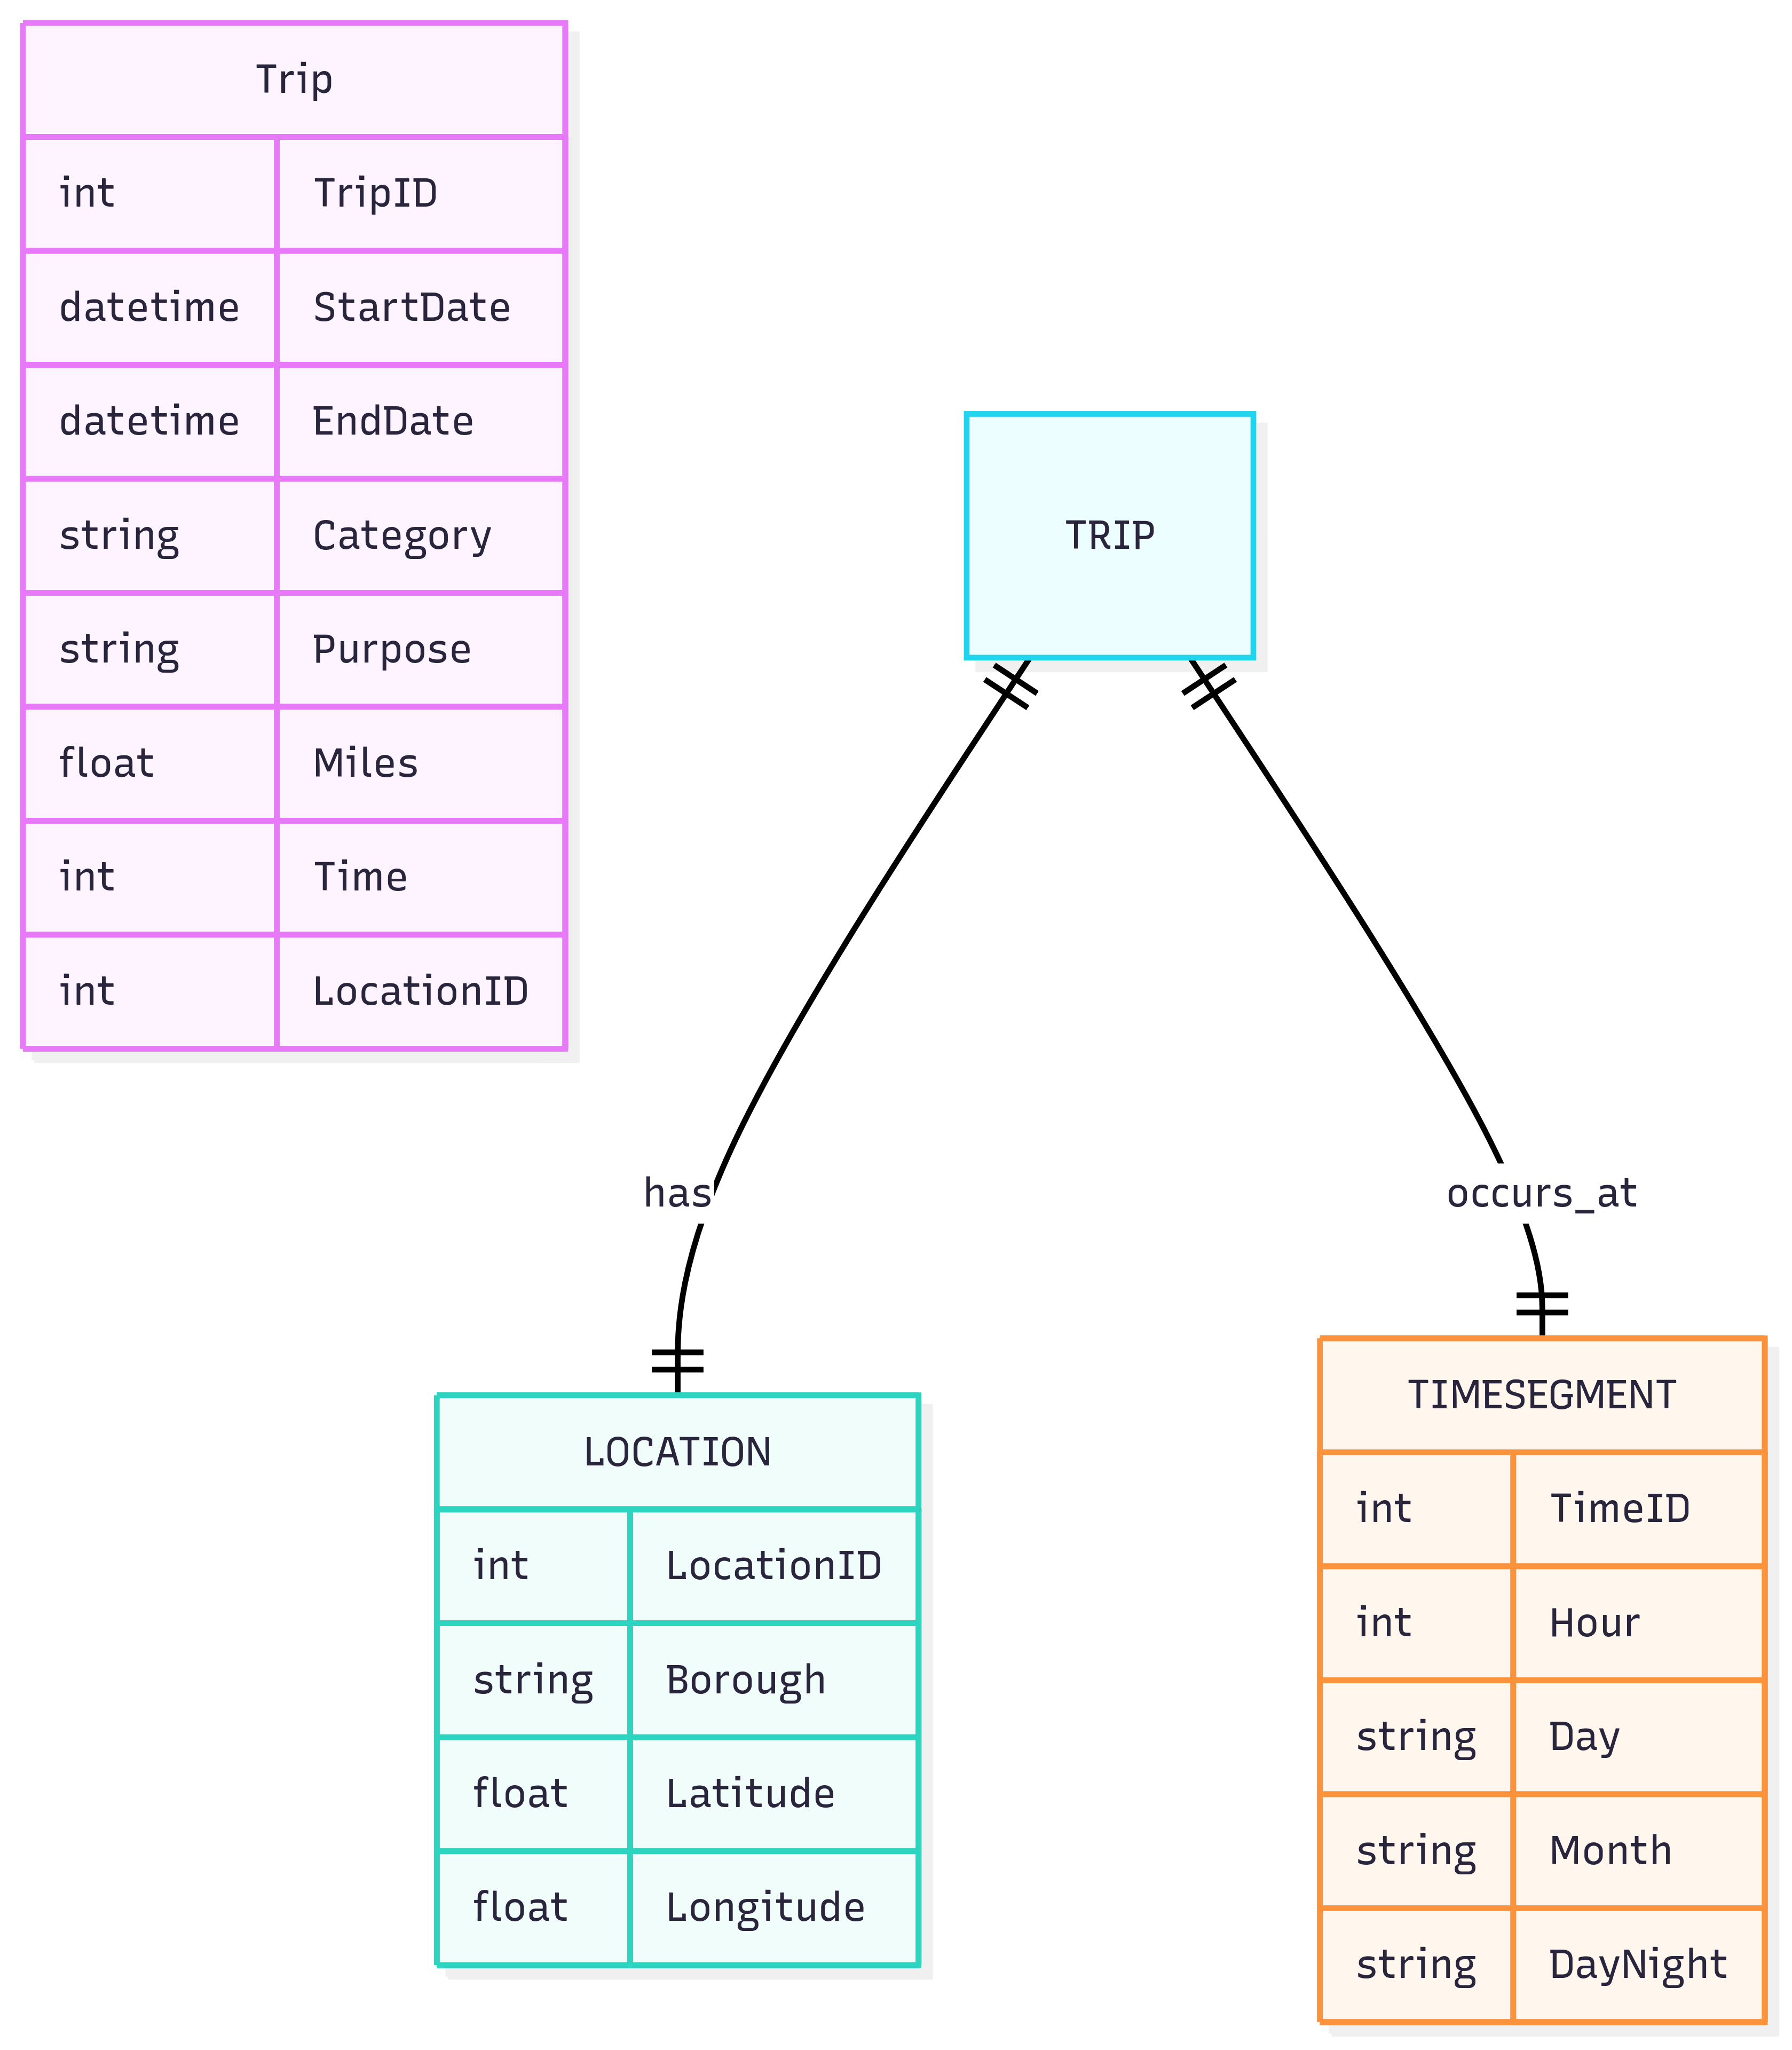 Trip
int TripID
datetime StartDate
datetime EndDate
string Category
string Purpose
float Miles
int Time
int LocationID
TRIP
has
occurs_at
LOCATION
int LocationID
string Borough
float Latitude
float Longitude
TIMESEGMENT
int TimeID
int Hour
string Day
string Month
string DayNight